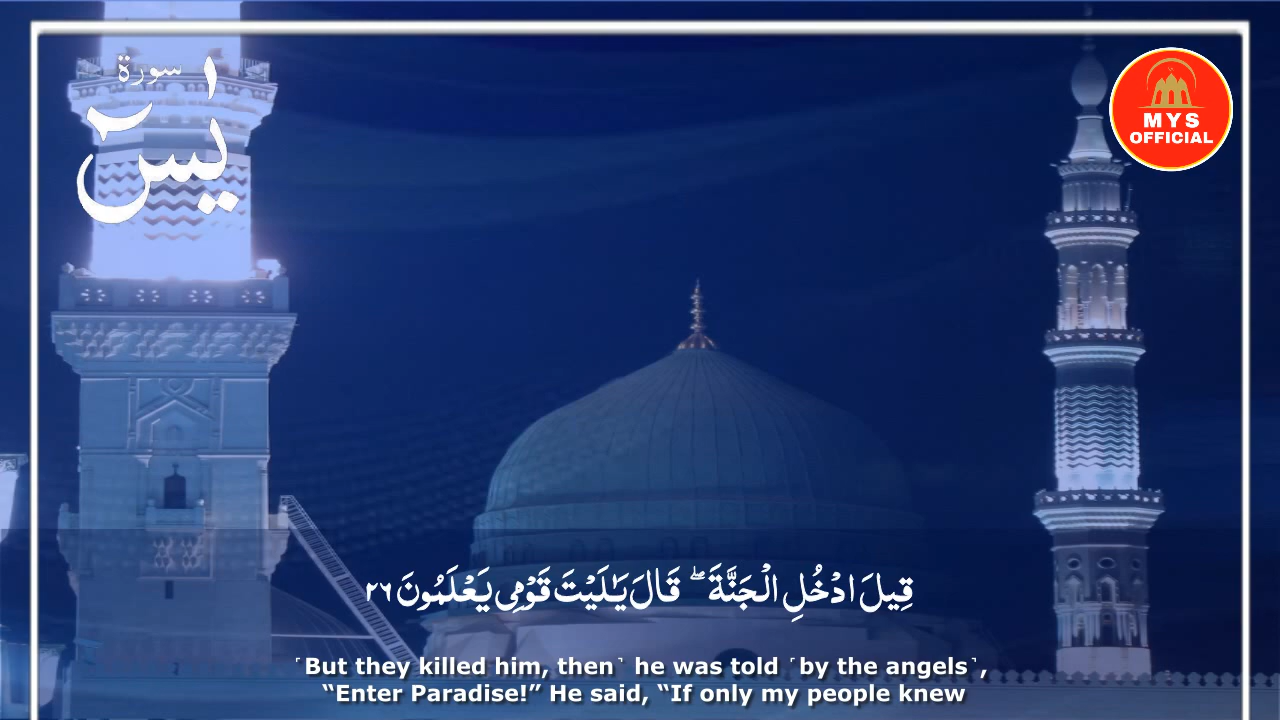 سورة
يٰسٓ
MYS
OFFICIAL
قِيلَ ادْخُلِ الْجَنَّةَ ۖ قَالَ يَٰلَيْتَ قَوْمِى يَعْلَمُونَ ٢٦
˹But they killed him, then˺ he was told ˹by the angels˺,
“Enter Paradise!” He said, “If only my people knew